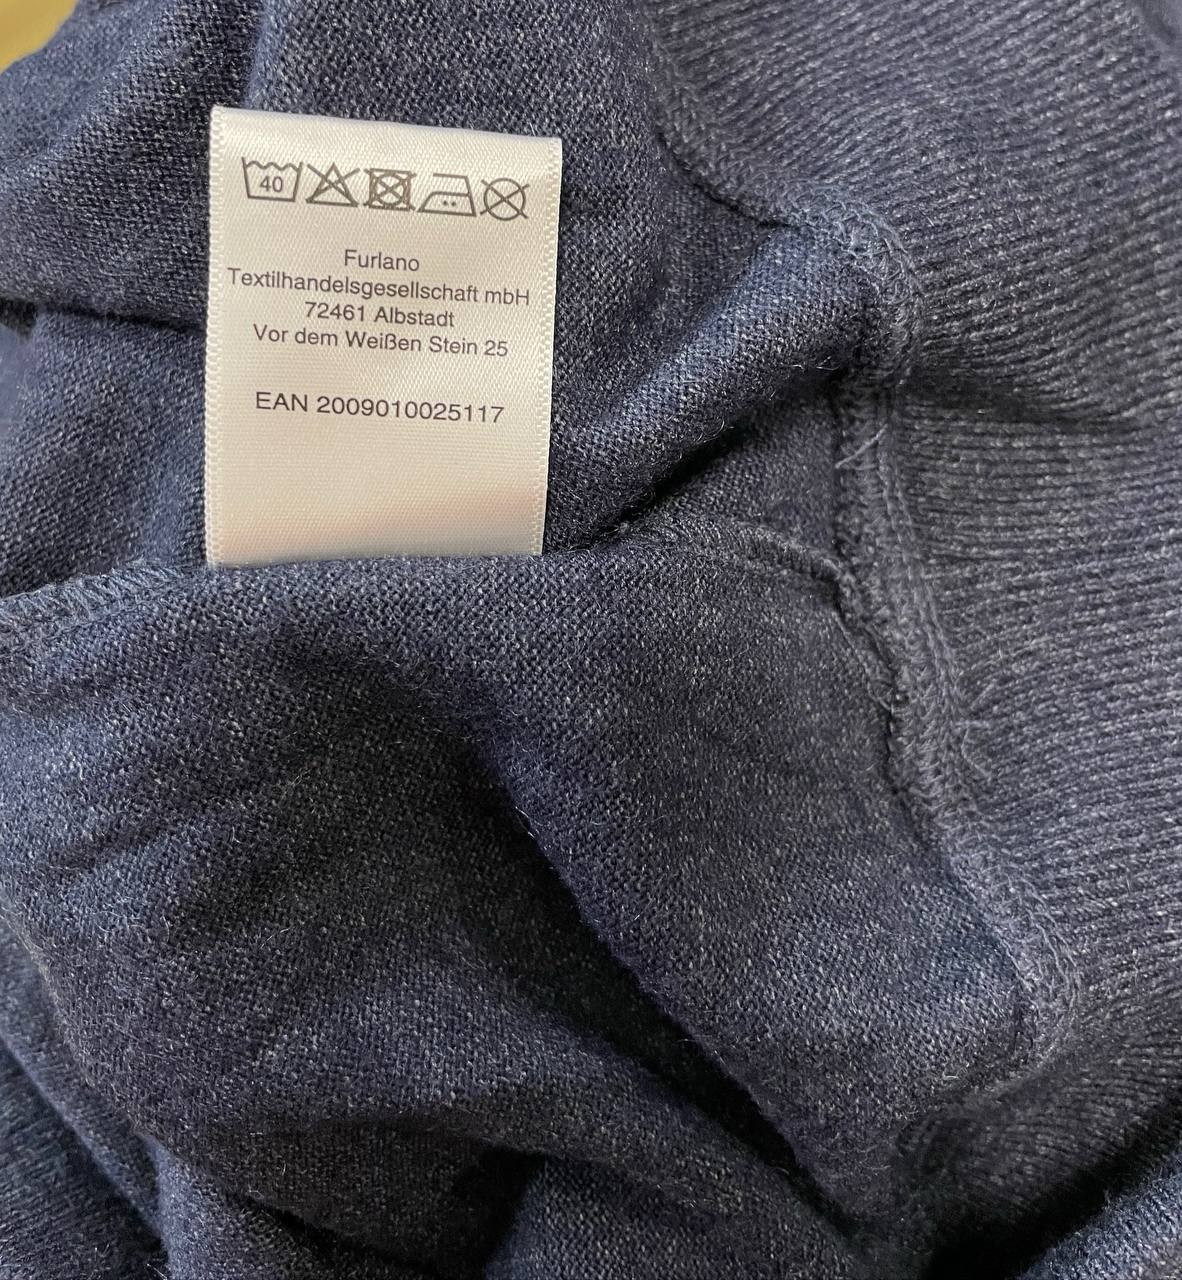 40
Furlano
Textilhandelsgesellschaft mbH
72461 Albstadt
Vor dem Weißen Stein 25
EAN 2009010025117